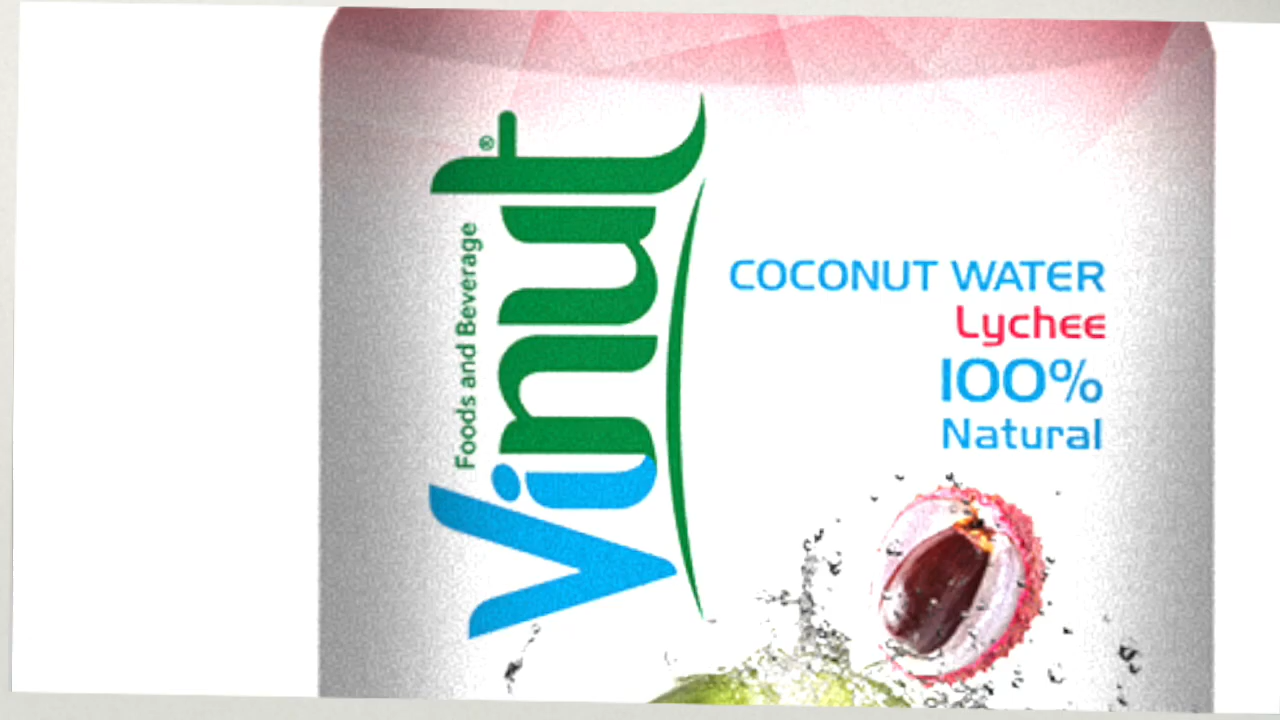 Vinut®
Foods and Beverage
COCONUT WATER
Lychee
100%
Natural